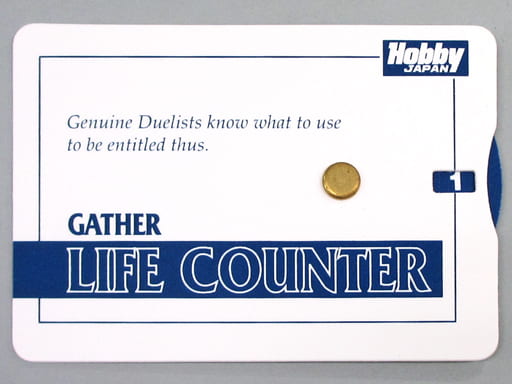 Hobby
JAPAN
Genuine Duelists know what to use
to be entitled thus.
1
GATHER
LIFE COUNTER